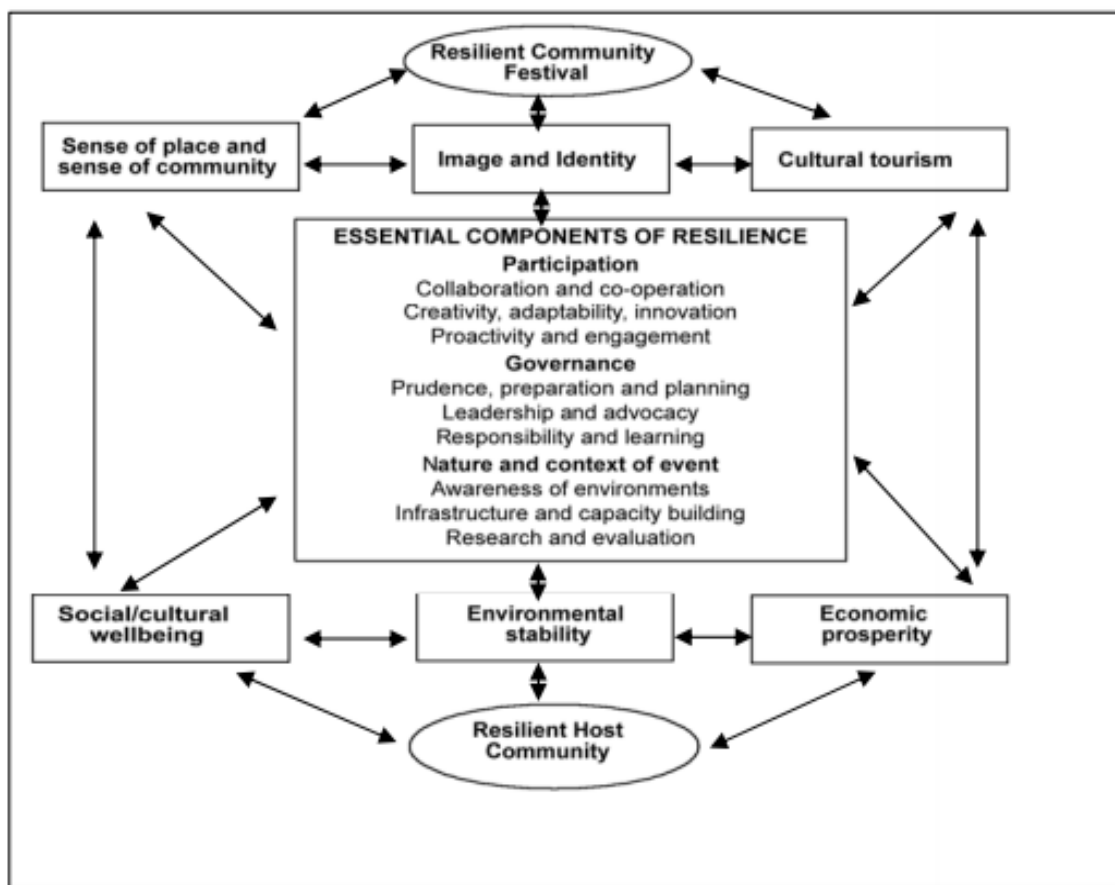 Resilient Community
Festival
Sense of place and
sense of community
Image and Identity
Cultural tourism
ESSENTIAL COMPONENTS OF RESILIENCE
Participation
Collaboration and co-operation
Creativity, adaptability, innovation
Proactivity and engagement
Governance
Prudence, preparation and planning
Leadership and advocacy
Responsibility and learning
Nature and context of event
Awareness of environments
Infrastructure and capacity building
Research and evaluation
Social/cultural
wellbeing
Environmental
stability
Economic
prosperity
Resilient Host
Community